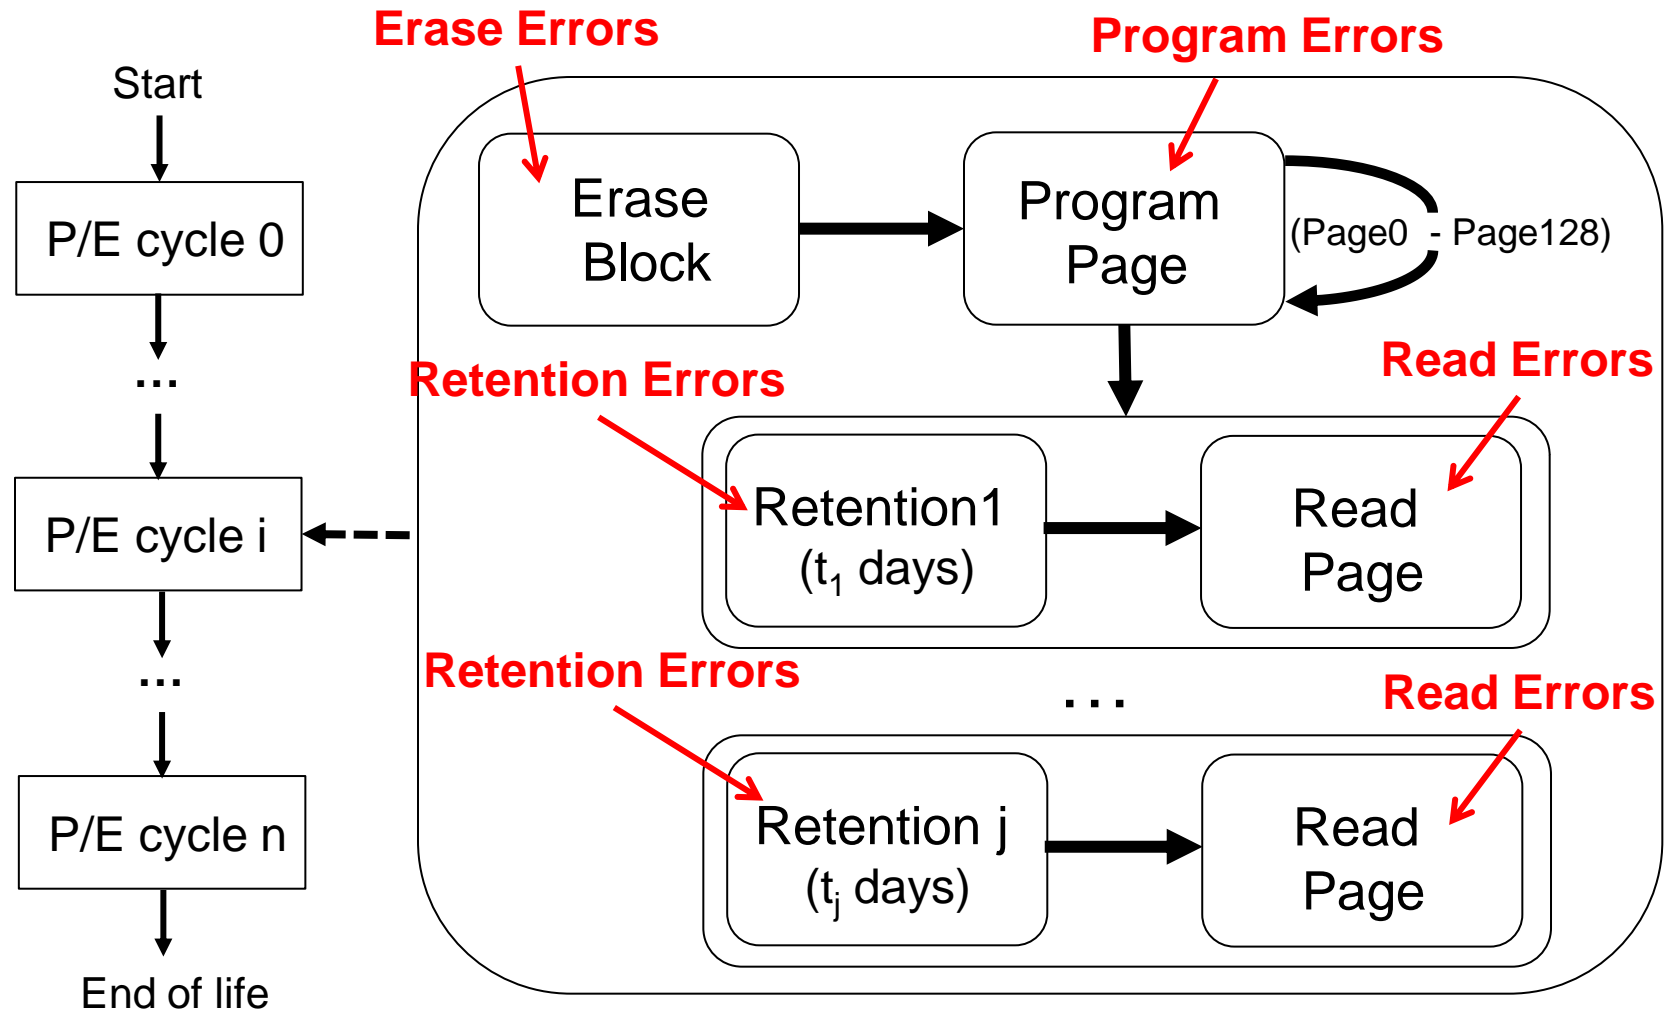 Start
P/E cycle 0
...
P/E cycle i
...
P/E cycle n
End of life
Erase Errors
Program Errors
Erase
Block
Program
Page
(Page0 - Page128)
Retention Errors
Read Errors
Retention1
(t₁ days)
Read
Page
...
Retention Errors
Read Errors
Retention j
(tⱼ days)
Read
Page